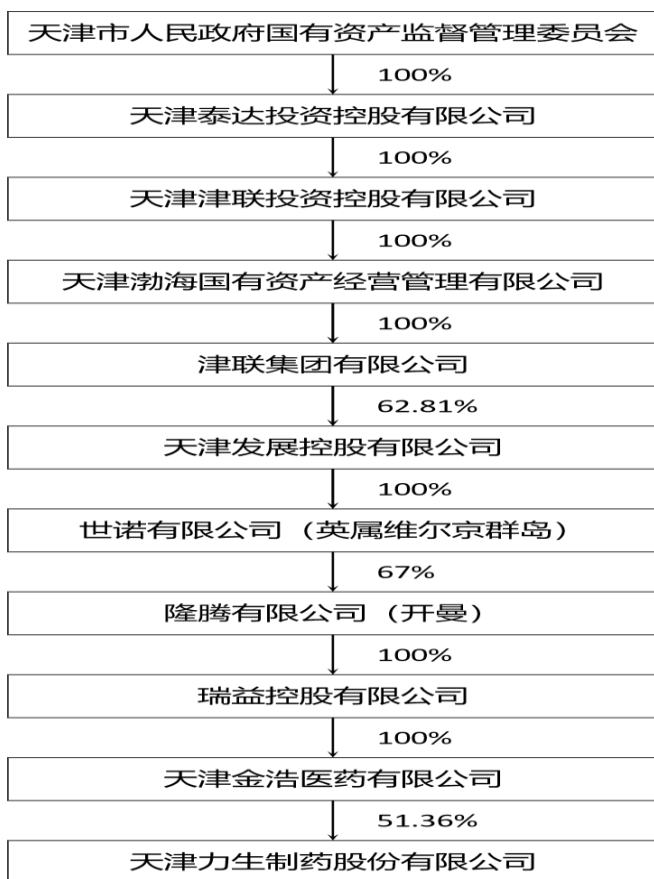 天津市人民政府国有资产监督管理委员会
100%
天津泰达投资控股有限公司
100%
天津津联投资控股有限公司
100%
天津渤海国有资产经营管理有限公司
100%
津联集团有限公司
62.81%
天津发展控股有限公司
100%
世诺有限公司（英属维尔京群岛）
67%
隆腾有限公司（开曼）
100%
瑞益控股有限公司
100%
天津金浩医药有限公司
51.36%
天津力生制药股份有限公司